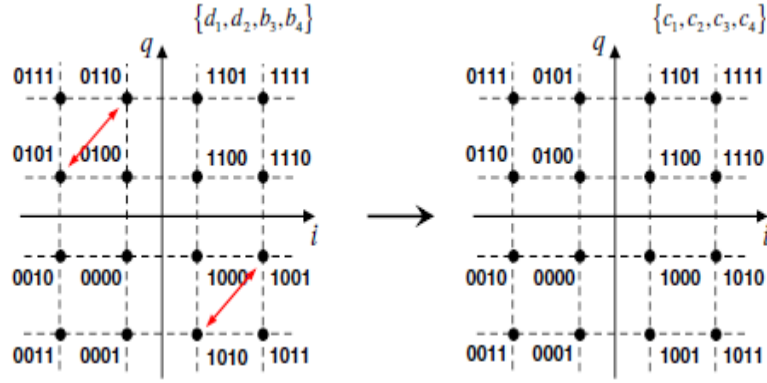 {d₁, d₂, b₃, b₄} {c₁, c₂, c₃, c₄}
q q
0111 0110 1101 1111 0111 0101 1101 1111
0101 0100 1100 1110 0110 0100 1100 1110
i i
0010 0000 1000 1001 0010 0000 1000 1010
0011 0001 1010 1011 0011 0001 1001 1011